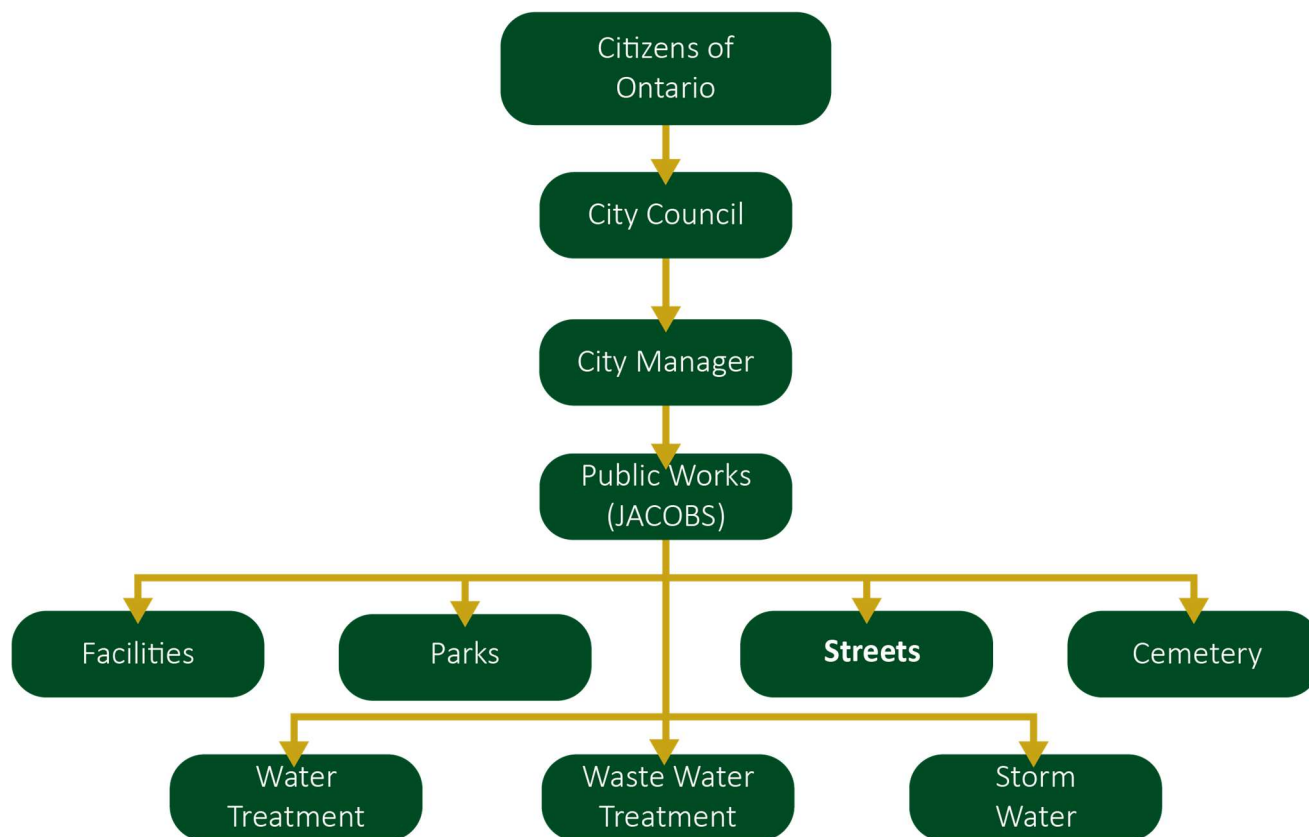 Citizens of
Ontario
City Council
City Manager
Public Works
(JACOBS)
Facilities
Parks
Streets
Cemetery
Water
Treatment
Waste Water
Treatment
Storm
Water